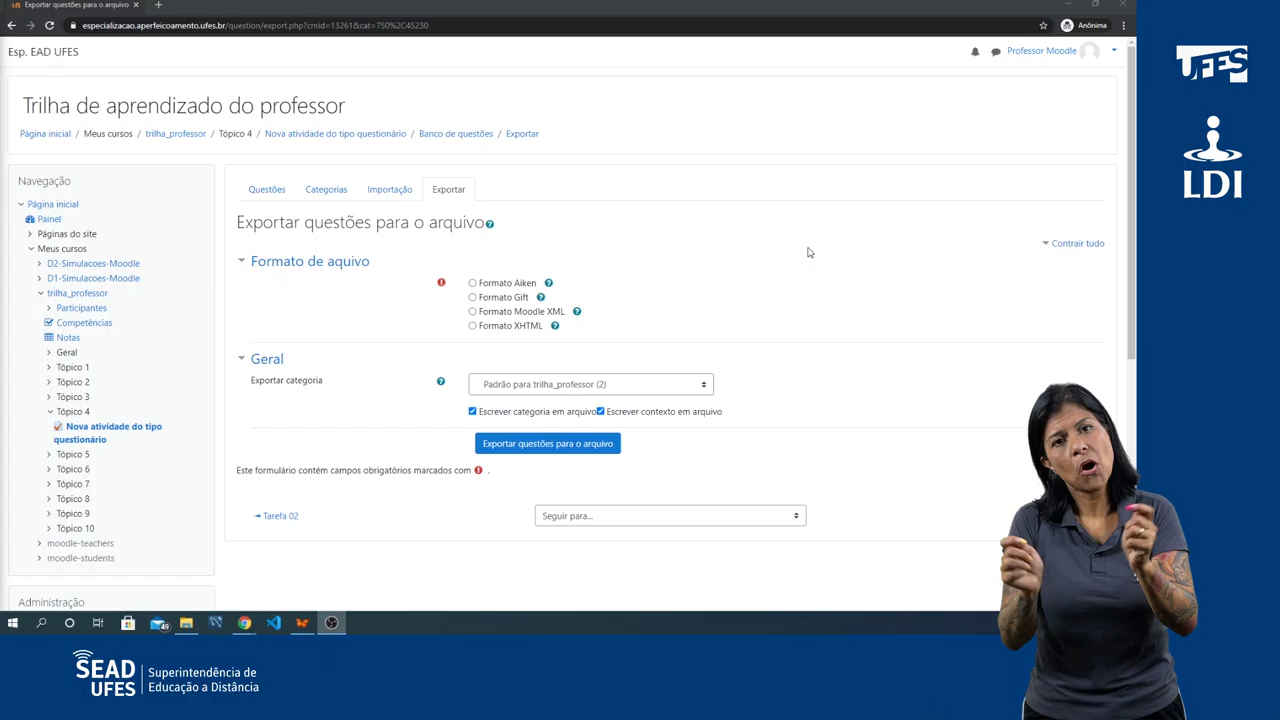 Exportar questões para o arquivo
especializacao.aperfeicoamento.ufes.br/question/export.php?cmid=13261&cat=750%2C45230
Anônima
Esp. EAD UFES
Professor Moodle
UFES
LDI
Trilha de aprendizado do professor
Página inicial / Meus cursos / trilha_professor / Tópico 4 / Nova atividade do tipo questionário / Banco de questões / Exportar
Navegação
Página inicial
Painel
Páginas do site
Meus cursos
D2-Simulacoes-Moodle
D1-Simulacoes-Moodle
trilha_professor
Participantes
Competências
Notas
Geral
Tópico 1
Tópico 2
Tópico 3
Tópico 4
Nova atividade do tipo
questionário
Tópico 5
Tópico 6
Tópico 7
Tópico 8
Tópico 9
Tópico 10
moodle-teachers
moodle-students
Administração
Questões Categorias Importação Exportar
Exportar questões para o arquivo
Contrair tudo
Formato de aquivo
Formato Aiken
Formato Gift
Formato Moodle XML
Formato XHTML
Geral
Exportar categoria
Padrão para trilha_professor (2)
Escrever categoria em arquivo Escrever contexto em arquivo
Exportar questões para o arquivo
Este formulário contém campos obrigatórios marcados com .
◄ Tarefa 02
Seguir para...
49
SEAD
UFES
Superintendência de
Educação a Distância